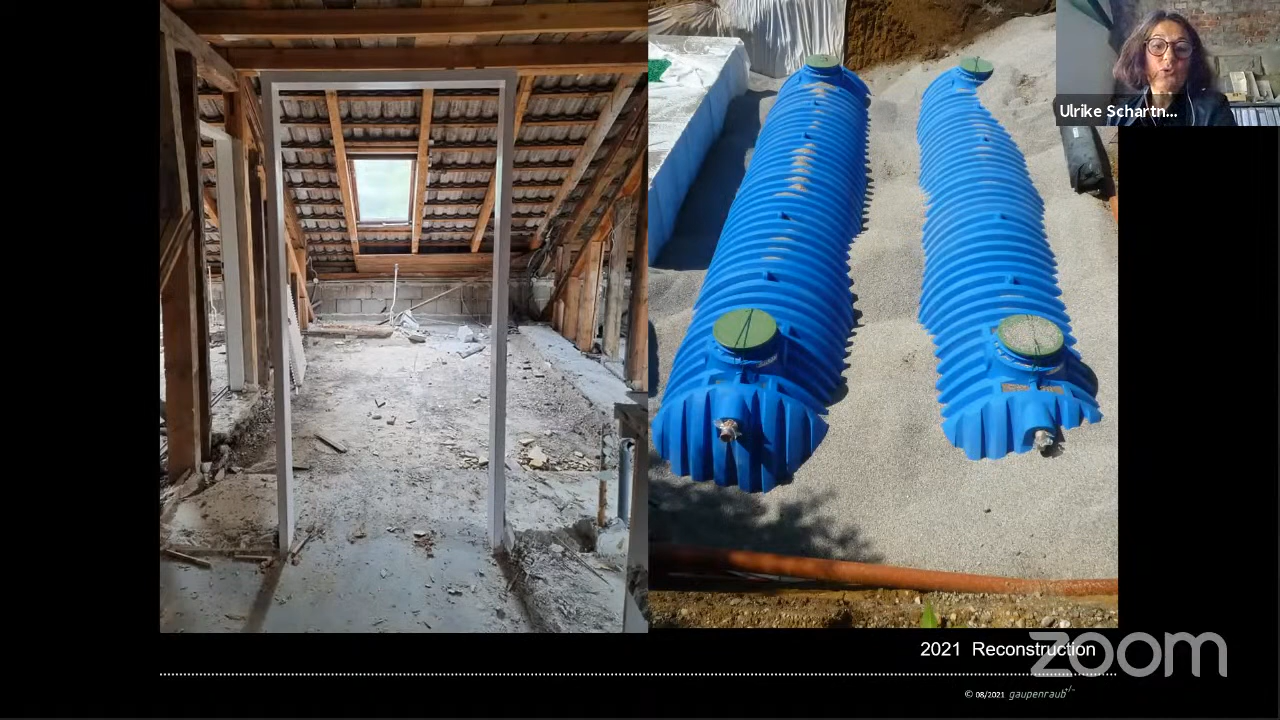 Ulrike Schartn...
2021 Reconstruction
zoom
© 08/2021 gaupenraub+/-